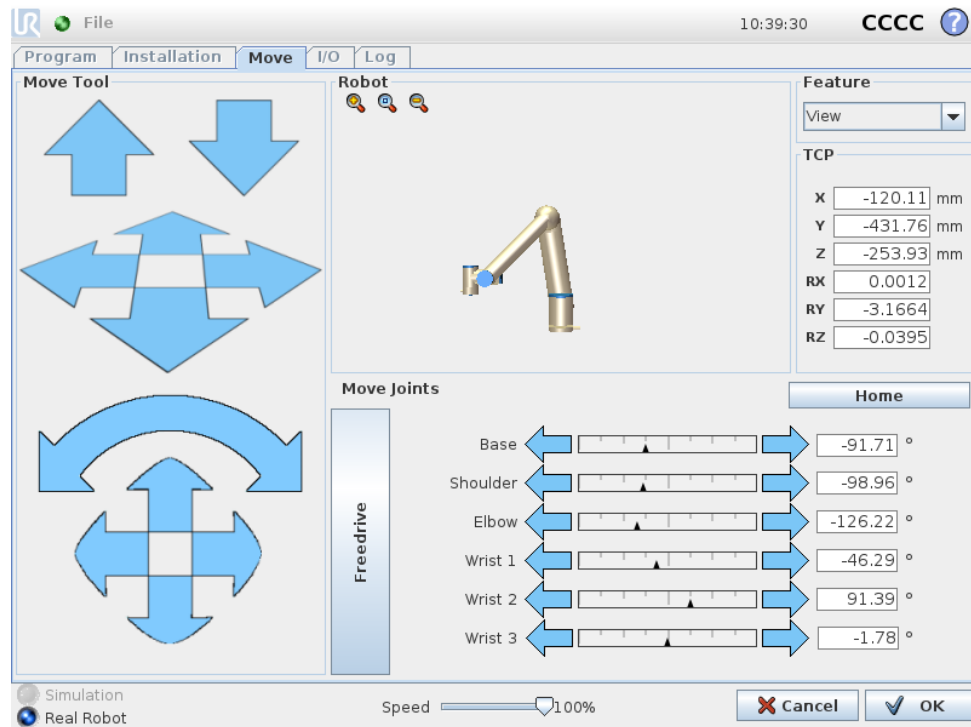 UR File 10:39:30 CCCC ?
Program Installation Move I/O Log
Move Tool
Robot
Feature
View
TCP
X -120.11 mm
Y -431.76 mm
Z -253.93 mm
RX 0.0012
RY -3.1664
RZ -0.0395
Move Joints
Home
Freedrive
Base -91.71 °
Shoulder -98.96 °
Elbow -126.22 °
Wrist 1 -46.29 °
Wrist 2 91.39 °
Wrist 3 -1.78 °
Simulation
Real Robot
Speed 100%
Cancel
OK